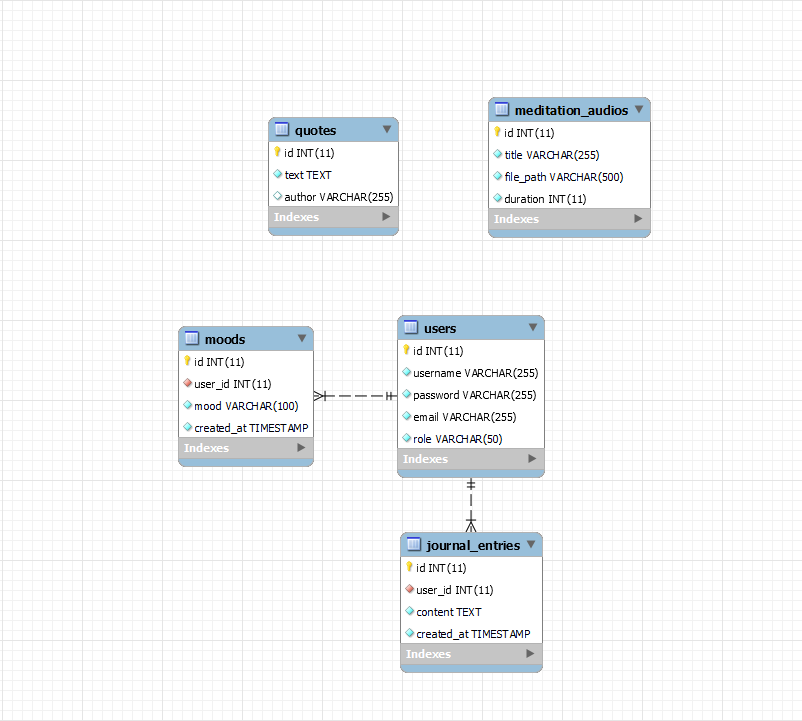 quotes
id INT(11)
text TEXT
author VARCHAR(255)
Indexes
meditation_audios
id INT(11)
title VARCHAR(255)
file_path VARCHAR(500)
duration INT(11)
Indexes
moods
id INT(11)
user_id INT(11)
mood VARCHAR(100)
created_at TIMESTAMP
Indexes
users
id INT(11)
username VARCHAR(255)
password VARCHAR(255)
email VARCHAR(255)
role VARCHAR(50)
Indexes
journal_entries
id INT(11)
user_id INT(11)
content TEXT
created_at TIMESTAMP
Indexes